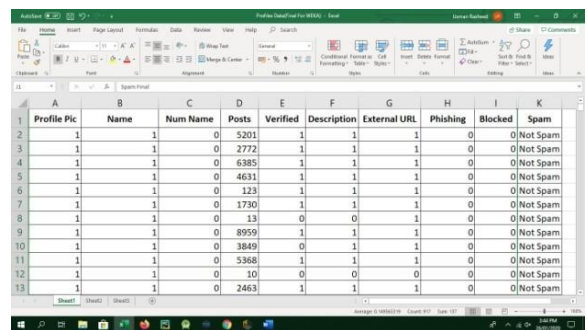 AutoSave
Profiles Data(Final For WEKA) - Excel
Usman Rasheed
File Home Insert Page Layout Formulas Data Review View Help Search Share Comments
Calibri Wrap Text General AutoSum
Paste B I U Merge & Center Conditional Format as Cell Insert Delete Format Fill Sort & Find & Ideas
Formatting Table Styles Clear Filter Select
Clipboard Font Alignment Number Styles Cells Editing Ideas
Spam Final
A B C D E F G H I K
1 Profile Pic Name Num Name Posts Verified Description External URL Phishing Blocked Spam
2 1 1 0 5201 1 1 1 0 0 Not Spam
3 1 1 0 2772 1 1 1 0 0 Not Spam
4 1 1 0 6385 1 1 1 0 0 Not Spam
5 1 1 0 4631 1 1 1 0 0 Not Spam
6 1 1 0 123 1 1 1 0 0 Not Spam
7 1 1 0 1730 1 1 1 0 0 Not Spam
8 1 1 0 13 0 0 1 0 0 Not Spam
9 1 1 0 8959 1 1 1 0 0 Not Spam
10 1 1 0 3849 0 1 1 0 0 Not Spam
11 1 1 0 5368 1 1 1 0 0 Not Spam
12 1 1 0 10 0 0 0 0 0 Not Spam
13 1 1 0 2463 1 1 1 0 0 Not Spam
Sheet1 Sheet2 Sheet3
Count: 917 Sum: 137
5:44 PM